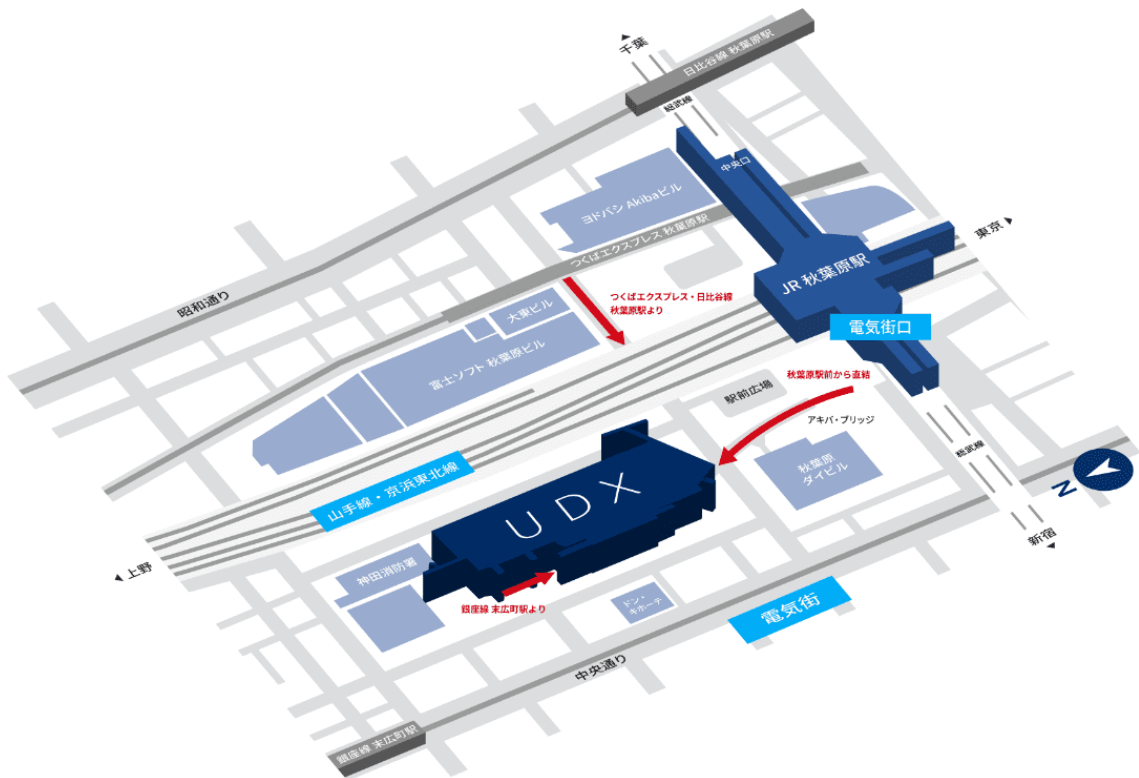 千葉
日比谷線 秋葉原駅
総武線
中央口
ヨドバシ Akibaビル
つくばエクスプレス 秋葉原駅
東京
JR 秋葉原駅
昭和通り
つくばエクスプレス・日比谷線
秋葉原駅より
大東ビル
電気街口
富士ソフト 秋葉原ビル
秋葉原駅前から直結
駅前広場
アキバ・ブリッジ
総武線
秋葉原
ダイビル
N
山手線・京浜東北線
UDX
新宿
上野
神田消防署
銀座線 末広町駅より
ドン・
キホーテ
電気街
中央通り
銀座線 末広町駅